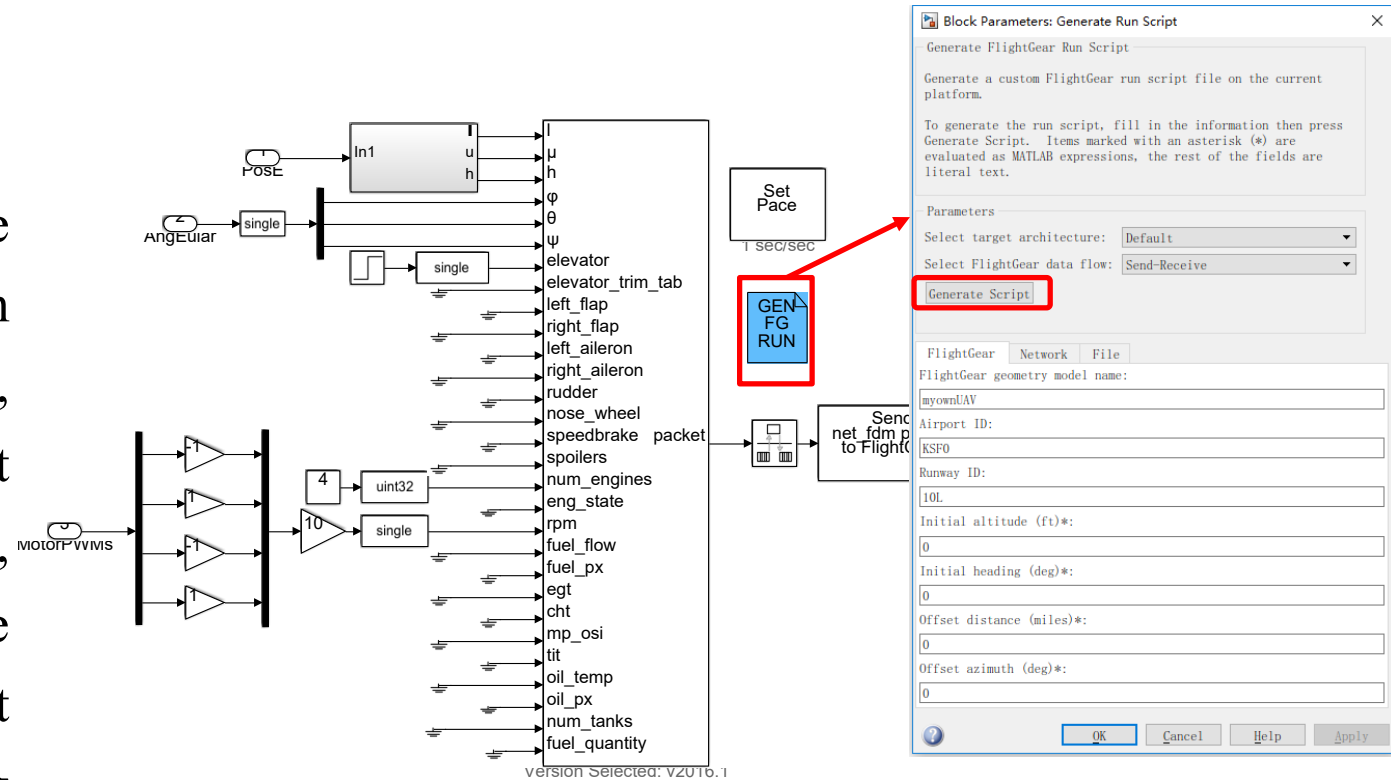 e
n
,
t
,
e
t
1
PosE
In1
l
u
h
AngEular
single
single
MotorPWMs
-1
1
-1
1
10
4
uint32
single
l
μ
h
φ
θ
ψ
elevator
elevator_trim_tab
left_flap
right_flap
left_aileron
right_aileron
rudder
nose_wheel
speedbrake packet
spoilers
num_engines
eng_state
rpm
fuel_flow
fuel_px
egt
cht
mp_osi
tit
oil_temp
oil_px
num_tanks
fuel_quantity
Version Selected: v2016.1
Set
Pace
1 sec/sec
GEN
FG
RUN
Send
net_fdm p
to FlightG
Block Parameters: Generate Run Script
Generate FlightGear Run Script
Generate a custom FlightGear run script file on the current
platform.
To generate the run script, fill in the information then press
Generate Script. Items marked with an asterisk (*) are
evaluated as MATLAB expressions, the rest of the fields are
literal text.
Parameters
Select target architecture: Default
Select FlightGear data flow: Send-Receive
Generate Script
FlightGear Network File
FlightGear geometry model name:
myownUAV
Airport ID:
KSFO
Runway ID:
10L
Initial altitude (ft)*:
0
Initial heading (deg)*:
0
Offset distance (miles)*:
0
Offset azimuth (deg)*:
0
OK Cancel Help Apply